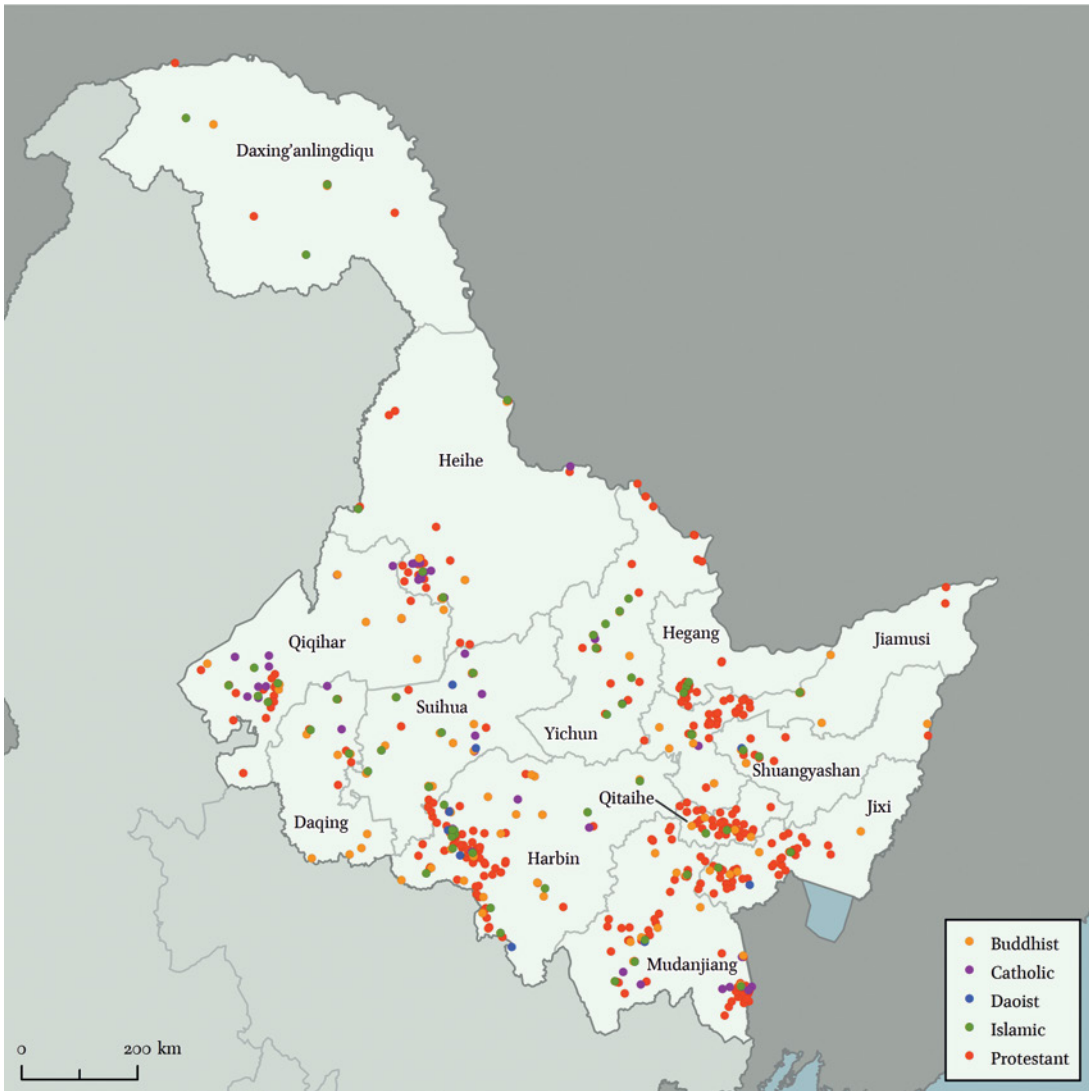 Daxing'anlingdiqu
Heihe
Hegang
Jiamusi
Qiqihar
Suihua
Yichun
Shuangyashan
Qitaihe
Jixi
Daqing
Harbin
Mudanjiang
Buddhist
Catholic
Daoist
Islamic
Protestant
0 200 km